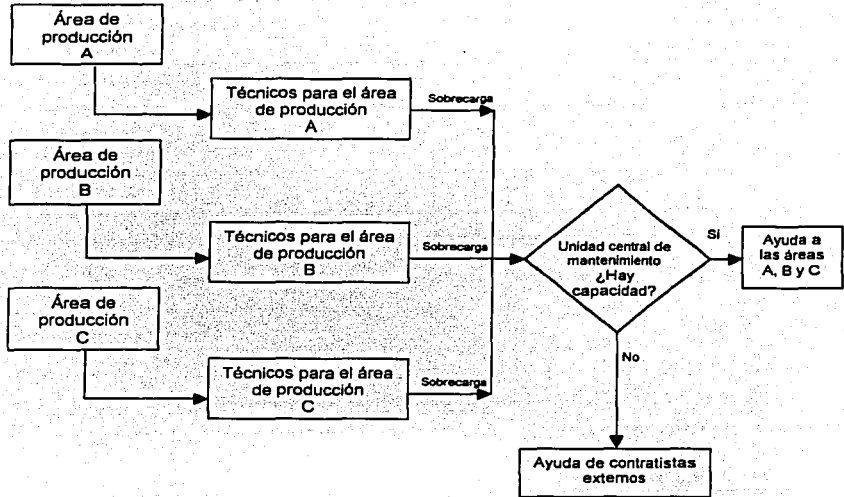 Área de
producción
A
Técnicos para el área
de producción
A
Sobrecarga
Área de
producción
B
Técnicos para el área
de producción
B
Sobrecarga
Área de
producción
C
Técnicos para el área
de producción
C
Sobrecarga
Unidad central de
mantenimiento
¿Hay
capacidad?
Sí
Ayuda a
las áreas
A, B y C
No
Ayuda de contratistas
externos